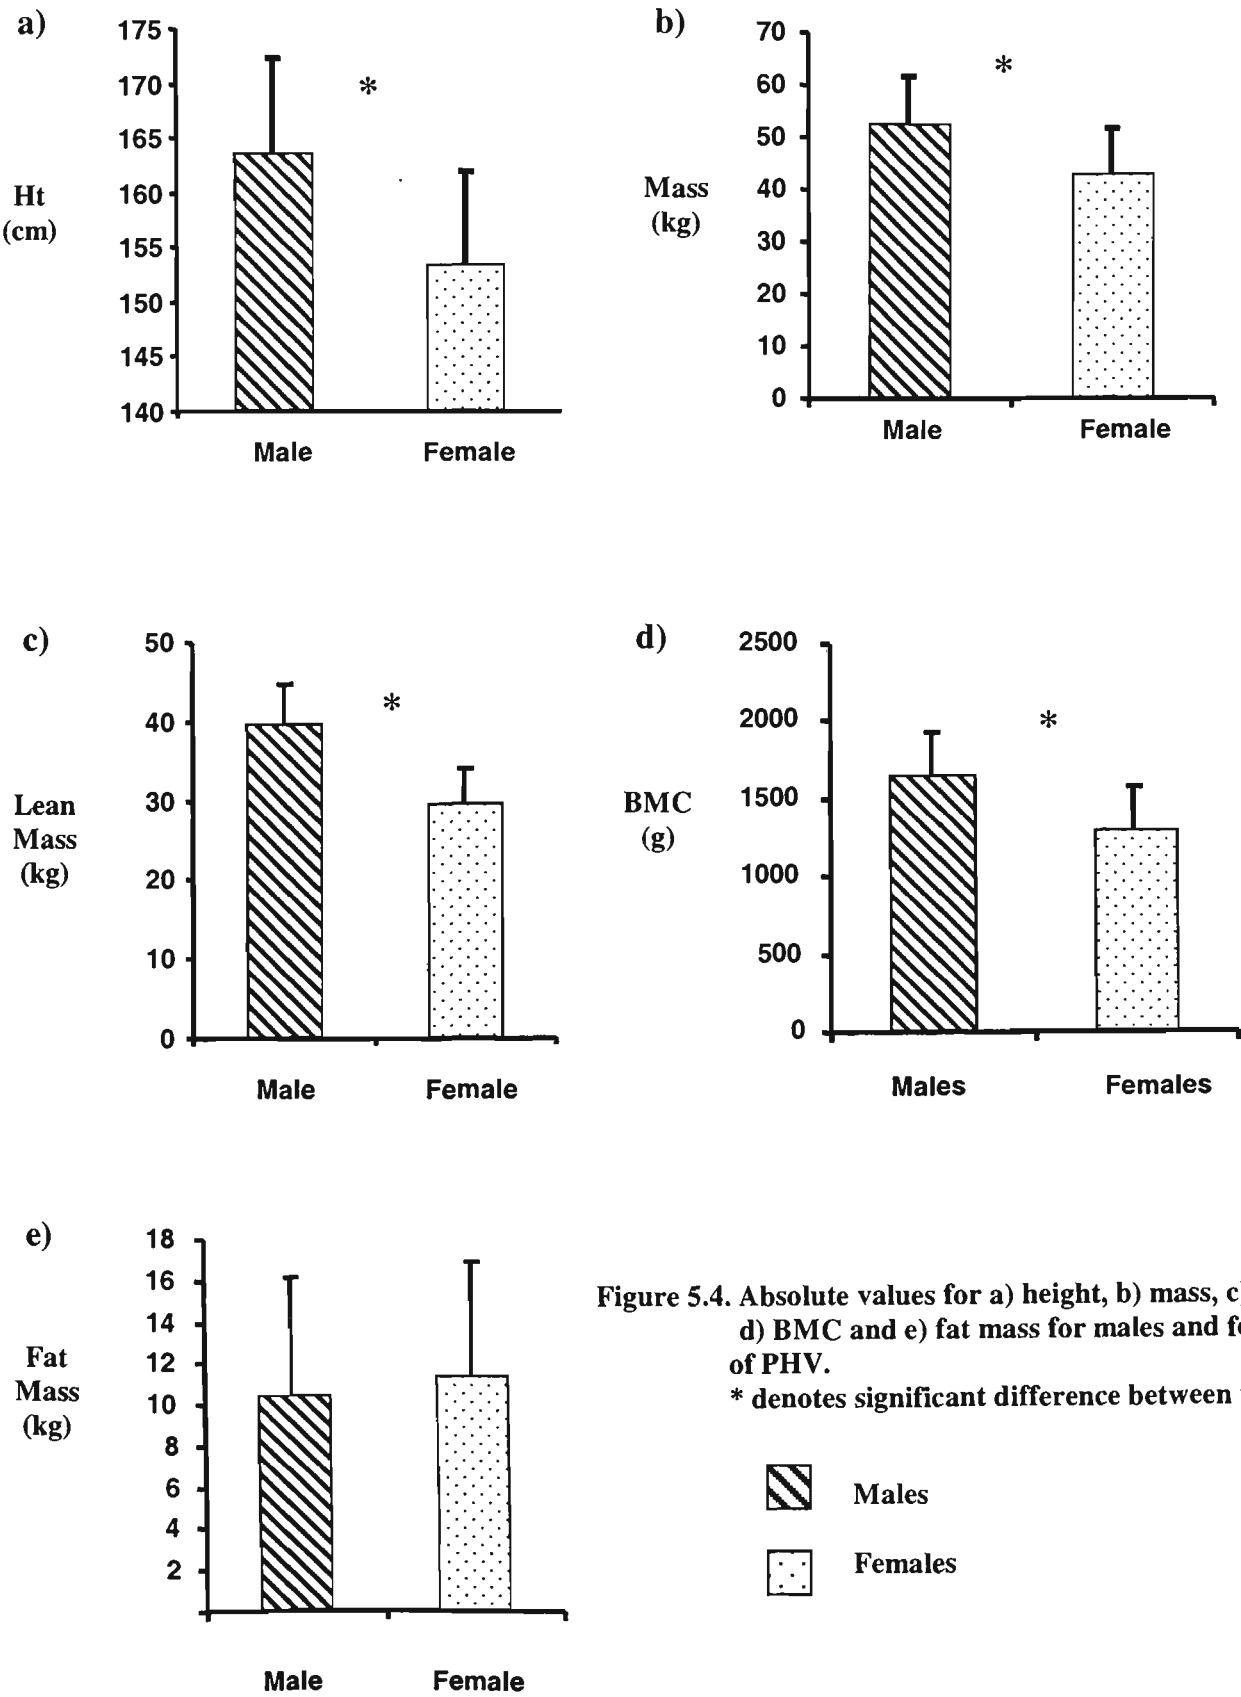 a)
175
170
165
160
155
150
145
140
Ht
(cm)
*
Male Female
b)
70
60
50
40
30
20
10
0
Mass
(kg)
*
Male Female
c)
50
40
30
20
10
0
Lean
Mass
(kg)
*
Male Female
d)
2500
2000
1500
1000
500
0
BMC
(g)
*
Males Females
e)
18
16
14
12
10
8
6
4
2
Fat
Mass
(kg)
Male Female
Figure 5.4. Absolute values for a) height, b) mass, c)
d) BMC and e) fat mass for males and fe
of PHV.
* denotes significant difference between
Males
Females